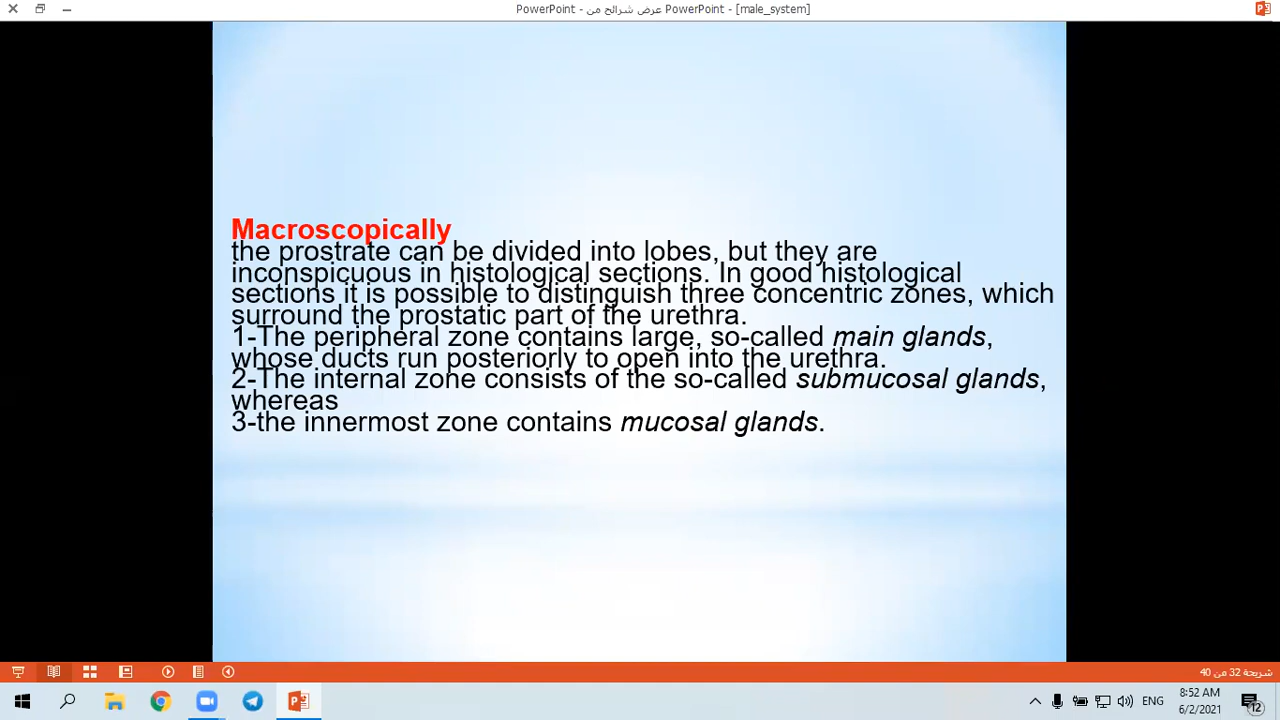 PowerPoint - عرض شرائح من PowerPoint - [male_system]
Macroscopically
the prostrate can be divided into lobes, but they are
inconspicuous in histological sections. In good histological
sections it is possible to distinguish three concentric zones, which
surround the prostatic part of the urethra.
1-The peripheral zone contains large, so-called main glands,
whose ducts run posteriorly to open into the urethra.
2-The internal zone consists of the so-called submucosal glands,
whereas
3-the innermost zone contains mucosal glands.
شريحة 32 من 40
ENG
8:52 AM
6/2/2021
12